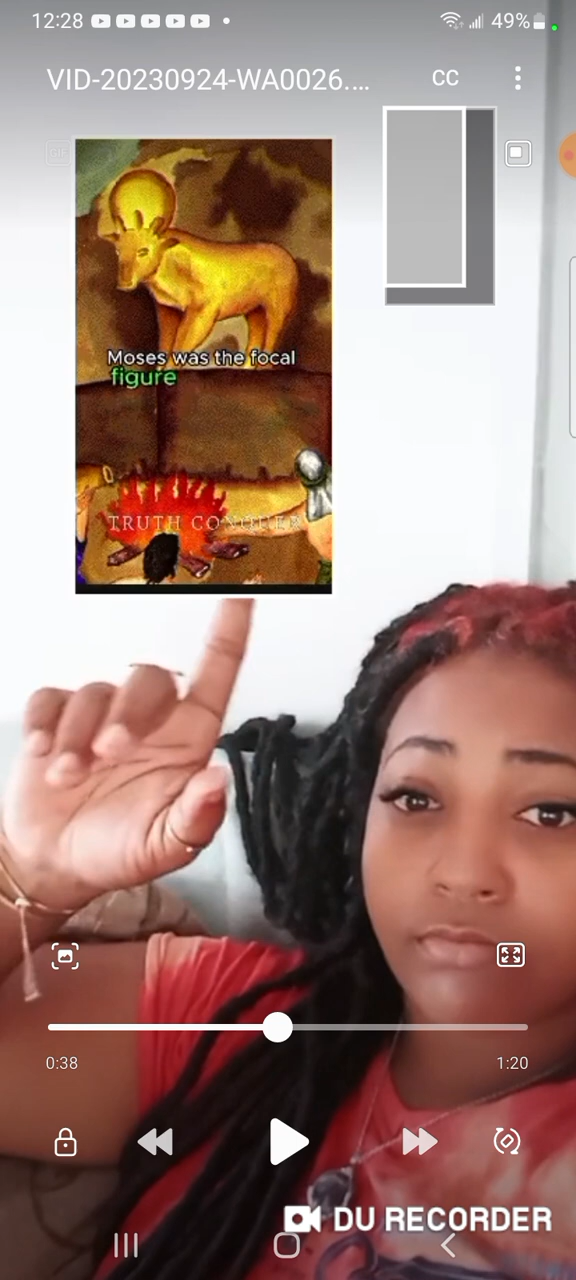 12:28
49%
VID-20230924-WA0026....
CC
Moses was the focal
figure
TRUTH CONQUER
0:38
1:20
DU RECORDER